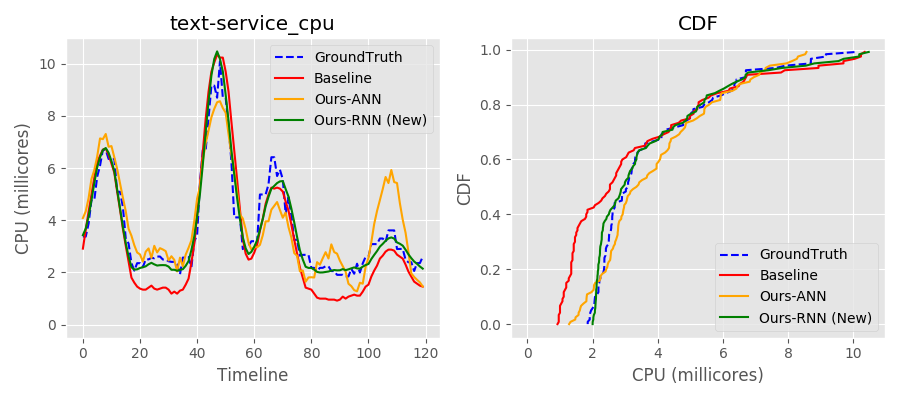 text-service_cpu
CPU (millicores)
10
8
6
4
2
0
GroundTruth
Baseline
Ours-ANN
Ours-RNN (New)
0
20
40
60
80
100
120
Timeline
CDF
CDF
1.0
0.8
0.6
0.4
0.2
0.0
GroundTruth
Baseline
Ours-ANN
Ours-RNN (New)
0
2
4
6
8
10
CPU (millicores)